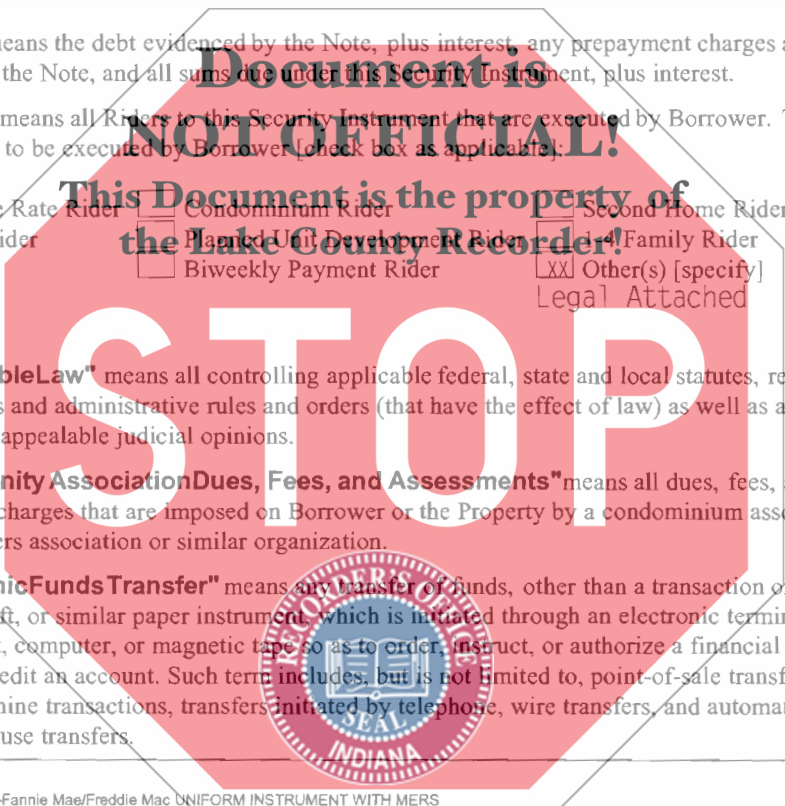 eans the debt evidenced by the Note, plus interest, any prepayment charges a
the Note, and all sums due under this Security Instrument, plus interest.
Document is
means all Riders to this Security Instrument that are executed by Borrower. T
NOT OFFICIAL!
to be executed by Borrower [check box as applicable]:
This Document is the property of
e Rate Rider Condominium Rider Second Home Rider
the Lake County Recorder!
ider Planned Unit Development Rider 1-4 Family Rider
Biweekly Payment Rider XX Other(s) [specify]
Legal Attached
STOP
bleLaw" means all controlling applicable federal, state and local statutes, re
s and administrative rules and orders (that have the effect of law) as well as a
appealable judicial opinions.
nity AssociationDues, Fees, and Assessments"means all dues, fees,
charges that are imposed on Borrower or the Property by a condominium asso
ers association or similar organization.
nicFundsTransfer" means any transfer of funds, other than a transaction o
ft, or similar paper instrument, which is initiated through an electronic termin
, computer, or magnetic tape so as to order, instruct, or authorize a financial
edit an account. Such term includes, but is not limited to, point-of-sale transf
hine transactions, transfers initiated by telephone, wire transfers, and automa
use transfers.
RECORDER'S OFFICE
SEAL
INDIANA
-Fannie Mae/Freddie Mac UNIFORM INSTRUMENT WITH MERS